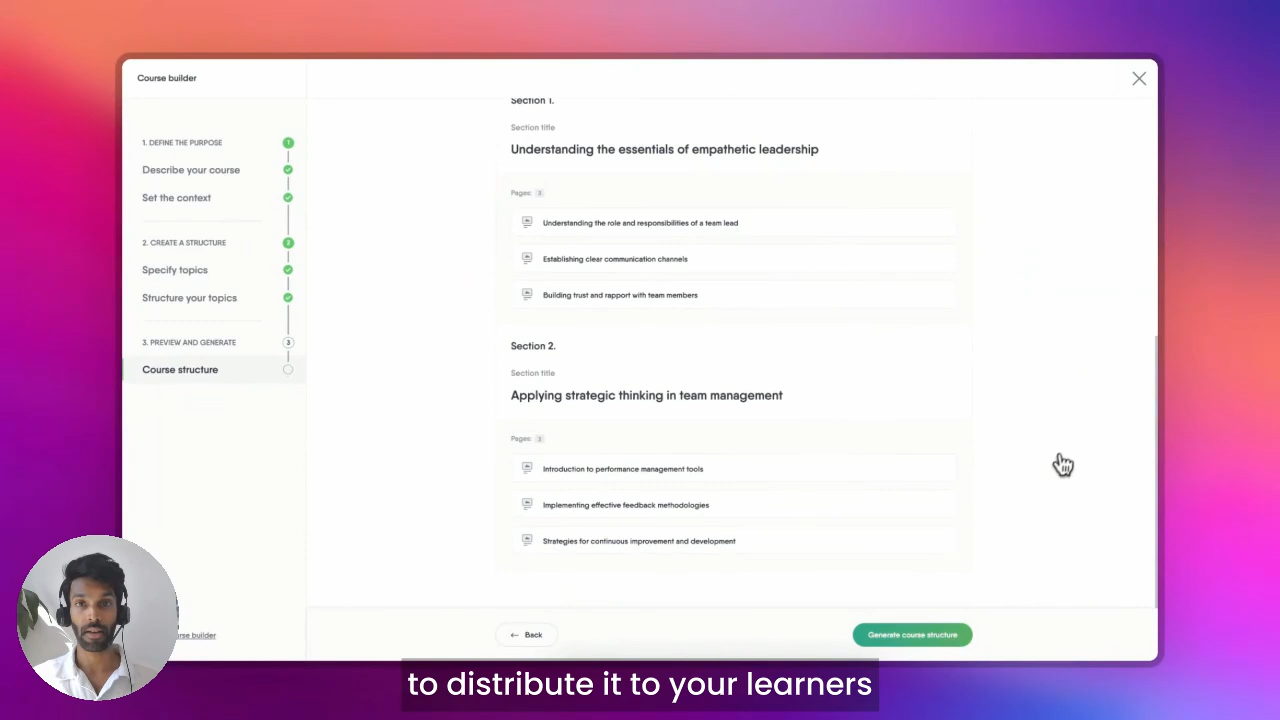 Course builder
1. DEFINE THE PURPOSE
1
Describe your course
Set the context
2. CREATE A STRUCTURE
2
Specify topics
Structure your topics
3. PREVIEW AND GENERATE
3
Course structure
Section 1.
Section title
Understanding the essentials of empathetic leadership
Pages: 3
Understanding the role and responsibilities of a team lead
Establishing clear communication channels
Building trust and rapport with team members
Section 2.
Section title
Applying strategic thinking in team management
Pages: 3
Introduction to performance management tools
Implementing effective feedback methodologies
Strategies for continuous improvement and development
builder
← Back
Generate course structure
to distribute it to your learners